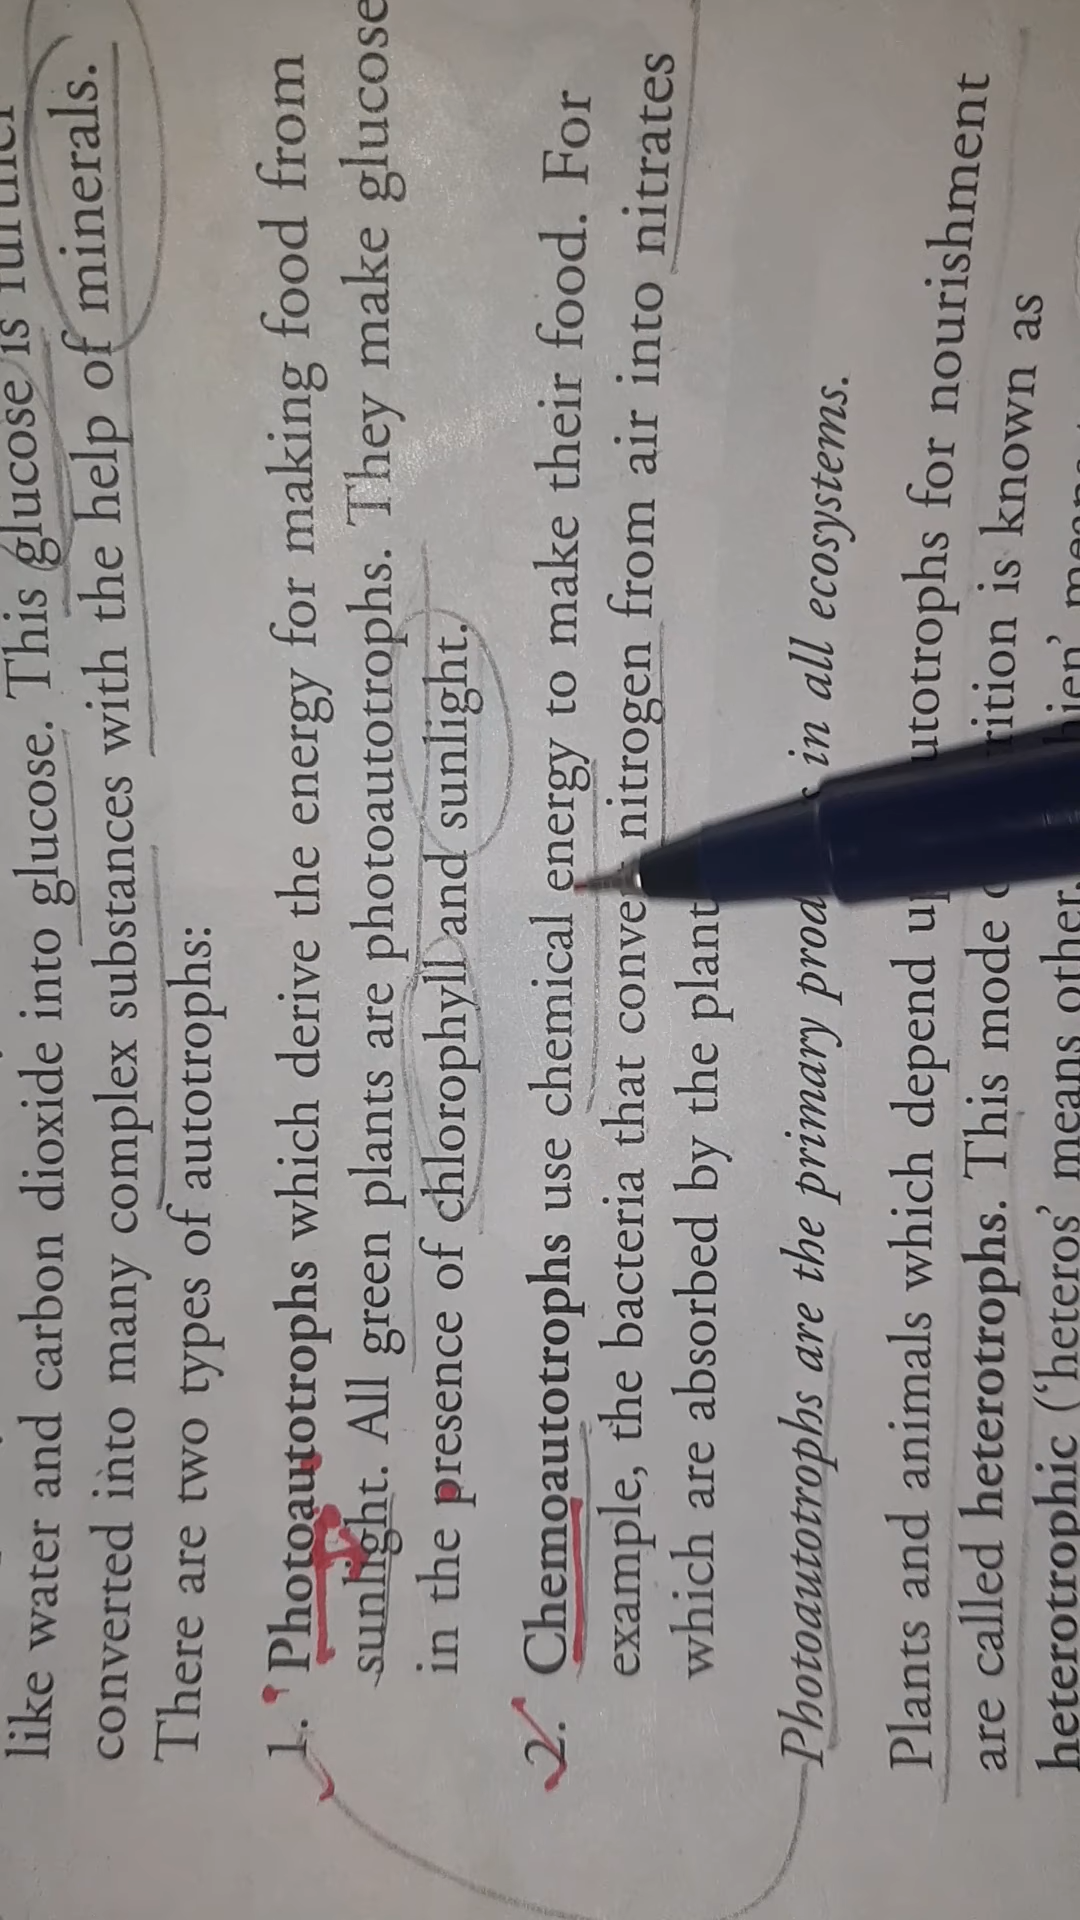 like water and carbon dioxide into glucose. This glucose is further
converted into many complex substances with the help of minerals.
There are two types of autotrophs:
1. Photoautotrophs which derive the energy for making food from
sunlight. All green plants are photoautotrophs. They make glucose
in the presence of chlorophyll and sunlight.
2. Chemoautotrophs use chemical energy to make their food. For
example, the bacteria that conve nitrogen from air into nitrates
which are absorbed by the plant
Photoautotrophs are the primary prod in all ecosystems.
Plants and animals which depend up utotrophs for nourishment
are called heterotrophs. This mode rition is known as
heterotrophic ('heteros' means other,